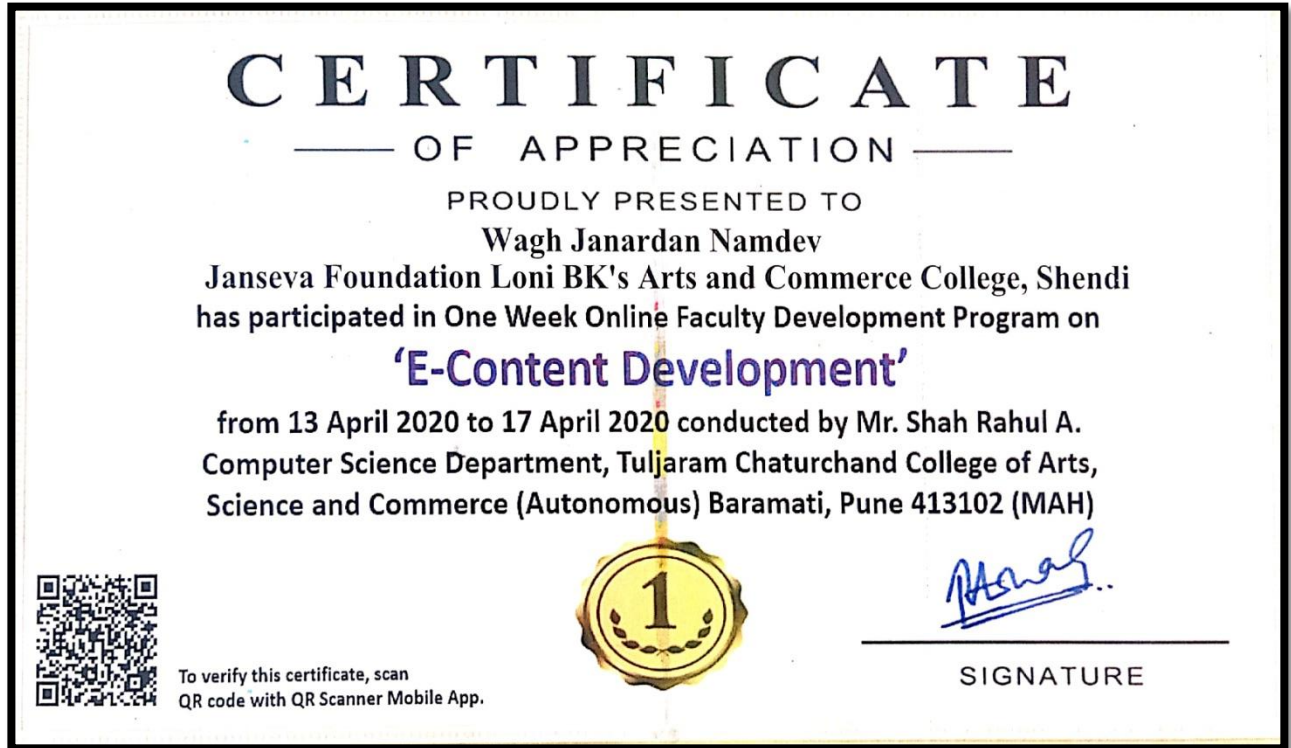 CERTIFICATE
OF APPRECIATION
PROUDLY PRESENTED TO
Wagh Janardan Namdev
Janseva Foundation Loni BK's Arts and Commerce College, Shendi
has participated in One Week Online Faculty Development Program on
‘E-Content Development’
from 13 April 2020 to 17 April 2020 conducted by Mr. Shah Rahul A.
Computer Science Department, Tuljaram Chaturchand College of Arts,
Science and Commerce (Autonomous) Baramati, Pune 413102 (MAH)
1
SIGNATURE
To verify this certificate, scan
QR code with QR Scanner Mobile App.